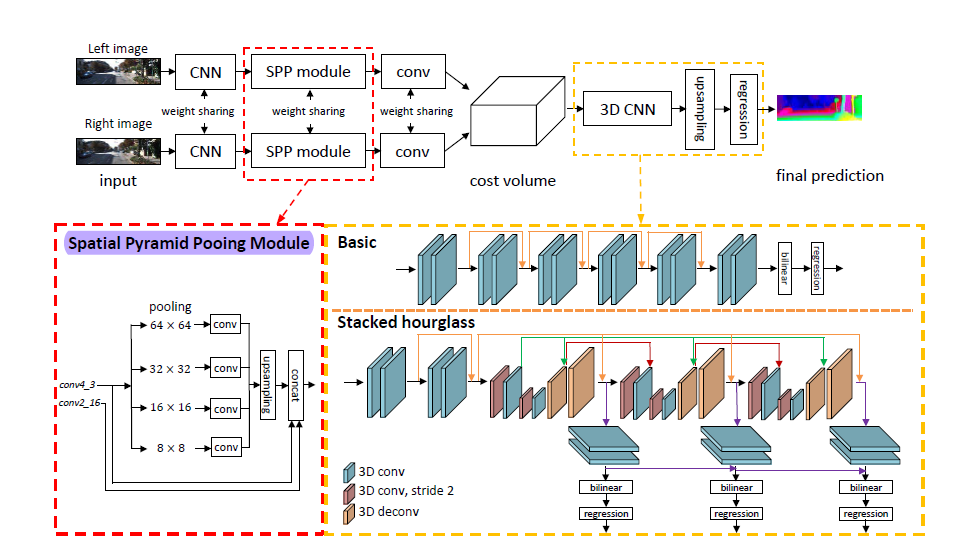 Left image
CNN
SPP module
conv
weight sharing
weight sharing
weight sharing
Right image
CNN
SPP module
conv
input
cost volume
3D CNN
upsampling
regression
final prediction
Spatial Pyramid Pooing Module
pooling
64 × 64
conv
32 × 32
conv
16 × 16
conv
8 × 8
conv
conv4_3
conv2_16
upsampling
concat
Basic
bilinear
regression
Stacked hourglass
3D conv
3D conv, stride 2
3D deconv
bilinear
bilinear
bilinear
regression
regression
regression